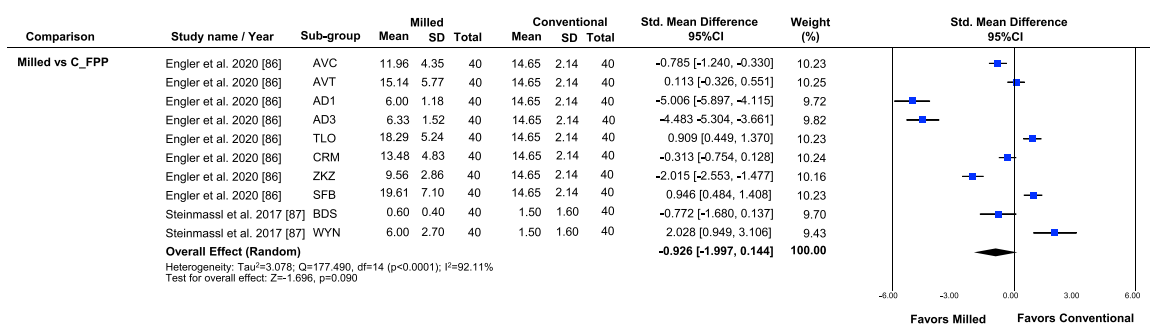 Milled Conventional Std. Mean Difference Weight Std. Mean Difference
Comparison Study name / Year Sub-group Mean SD Total Mean SD Total 95%CI (%) 95%CI
Milled vs C_FPP Engler et al. 2020 [86] AVC 11.96 4.35 40 14.65 2.14 40 -0.785 [-1.240, -0.330] 10.23
Engler et al. 2020 [86] AVT 15.14 5.77 40 14.65 2.14 40 0.113 [-0.326, 0.551] 10.25
Engler et al. 2020 [86] AD1 6.00 1.18 40 14.65 2.14 40 -5.006 [-5.897, -4.115] 9.72
Engler et al. 2020 [86] AD3 6.33 1.52 40 14.65 2.14 40 -4.483 -5.304, -3.661] 9.82
Engler et al. 2020 [86] TLO 18.29 5.24 40 14.65 2.14 40 0.909 [0.449, 1.370] 10.23
Engler et al. 2020 [86] CRM 13.48 4.83 40 14.65 2.14 40 -0.313 [-0.754, 0.128] 10.24
Engler et al. 2020 [86] ZKZ 9.56 2.86 40 14.65 2.14 40 -2.015 [-2.553, -1.477] 10.16
Engler et al. 2020 [86] SFB 19.61 7.10 40 14.65 2.14 40 0.946 [0.484, 1.408] 10.23
Steinmassl et al. 2017 [87] BDS 0.60 0.40 40 1.50 1.60 40 -0.772 [-1.680, 0.137] 9.70
Steinmassl et al. 2017 [87] WYN 6.00 2.70 40 1.50 1.60 40 2.028 [0.949, 3.106] 9.43
Overall Effect (Random) -0.926 [-1.997, 0.144] 100.00
Heterogeneity: Tau²=3.078; Q=177.490, df=14 (p<0.0001); I²=92.11%
Test for overall effect: Z=-1.696, p=0.090
-6.00 0.00 3.00 6.00
Favors Milled Favors Conventional